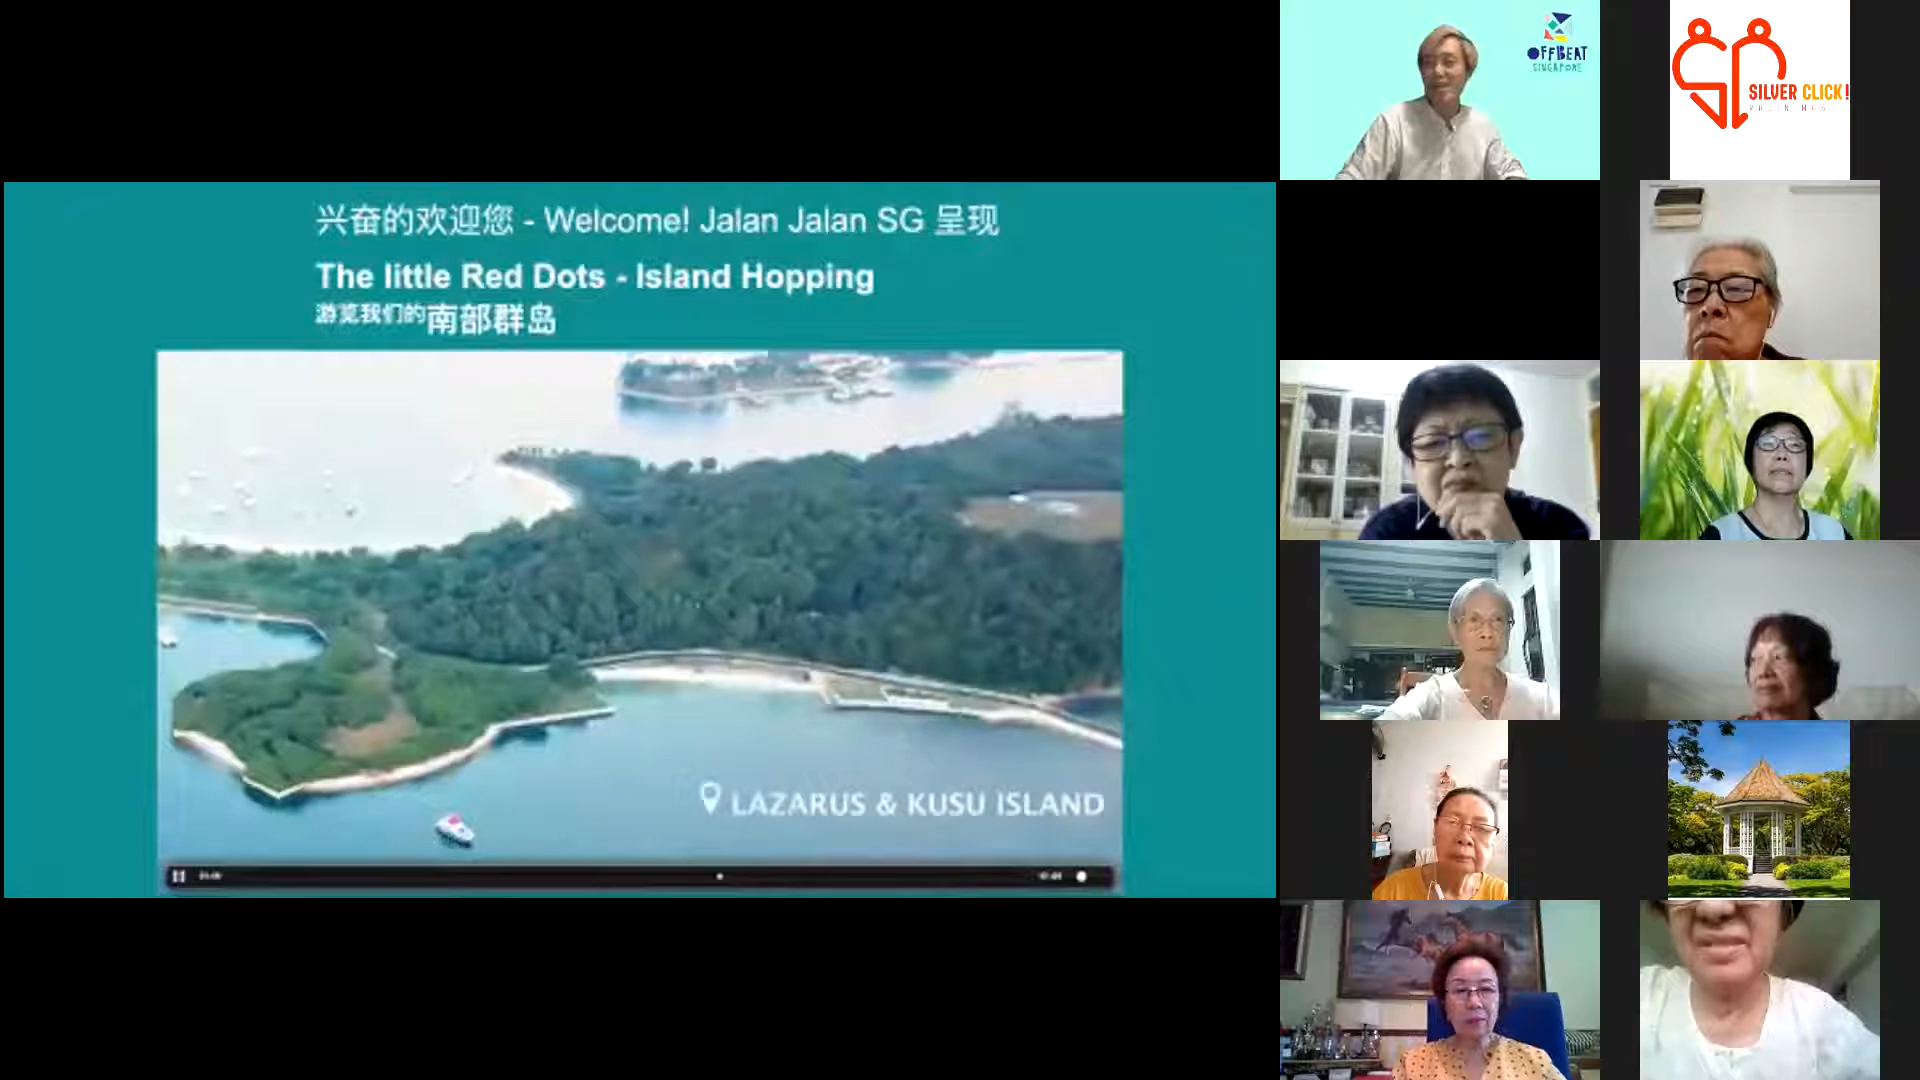 兴奋的欢迎您 - Welcome! Jalan Jalan SG 呈现
The little Red Dots - Island Hopping
游览我们的南部群岛
LAZARUS & KUSU ISLAND
OFFBEAT
SINGAPORE
SILVER CLICK!